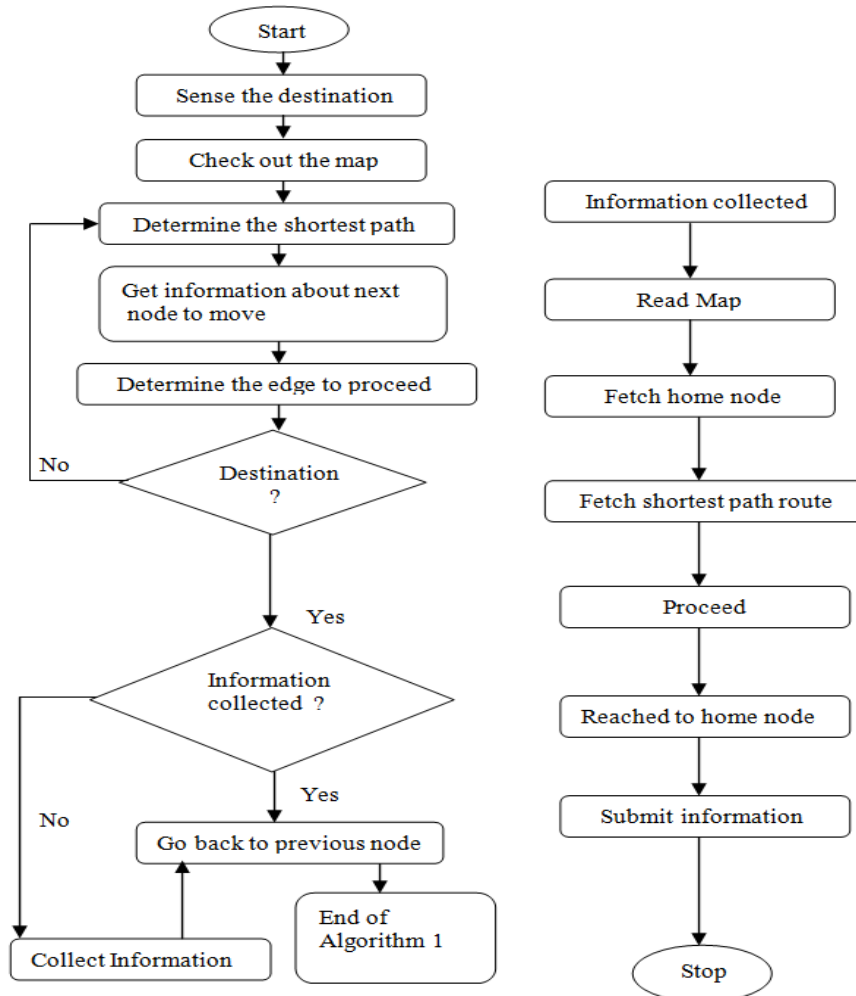 Start
Sense the destination
Check out the map
Determine the shortest path
Get information about next
node to move
Determine the edge to proceed
No
Destination
?
Yes
Information
collected ?
No
Yes
Go back to previous node
Collect Information
End of
Algorithm 1
Information collected
Read Map
Fetch home node
Fetch shortest path route
Proceed
Reached to home node
Submit information
Stop